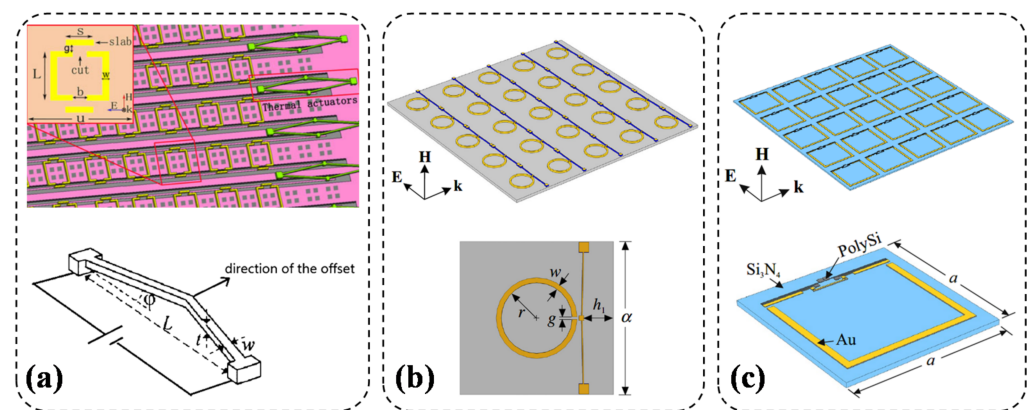 S
slab
g
L
cut
w
b
H
E
k
u
Thermal actuators
direction of the offset
φ
L
t
w
(a)
H
E
k
w
r
g
h₁
α
(b)
H
E
k
PolySi
Si₃N₄
a
Au
a
(c)